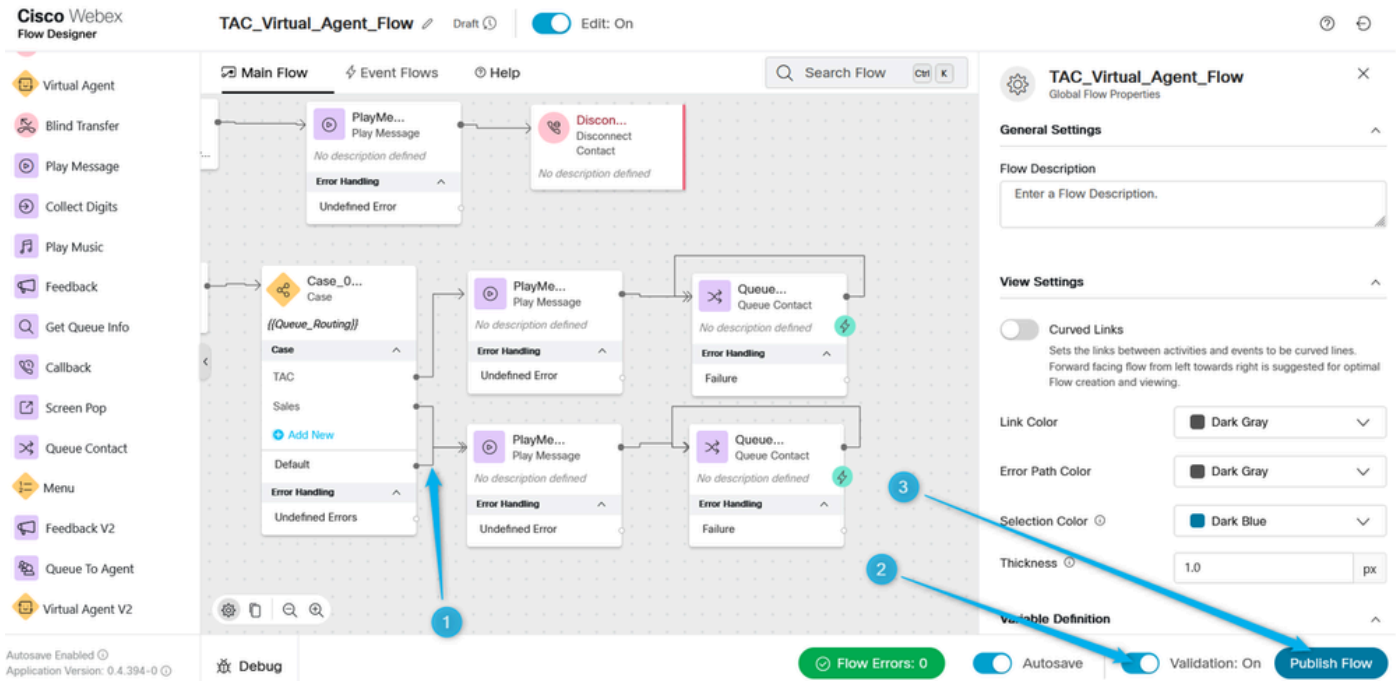 Cisco Webex
Flow Designer
TAC_Virtual_Agent_Flow
Draft
Edit: On
Virtual Agent
Blind Transfer
Play Message
Collect Digits
Play Music
Feedback
Get Queue Info
Callback
Screen Pop
Queue Contact
Menu
Feedback V2
Queue To Agent
Virtual Agent V2
Autosave Enabled
Application Version: 0.4.394-0
Main Flow
Event Flows
Help
Search Flow
Ctrl K
...
PlayMe...
Play Message
No description defined
Error Handling
Undefined Error
Discon...
Disconnect
Contact
No description defined
Case_0...
Case
{{Queue_Routing}}
Case
TAC
Sales
Add New
Default
Error Handling
Undefined Errors
PlayMe...
Play Message
No description defined
Error Handling
Undefined Error
Queue...
Queue Contact
No description defined
Error Handling
Failure
PlayMe...
Play Message
No description defined
Error Handling
Undefined Error
Queue...
Queue Contact
No description defined
Error Handling
Failure
1
2
3
Debug
Flow Errors: 0
Autosave
Validation: On
Publish Flow
TAC_Virtual_Agent_Flow
Global Flow Properties
General Settings
Flow Description
Enter a Flow Description.
View Settings
Curved Links
Sets the links between activities and events to be curved lines.
Forward facing flow from left towards right is suggested for optimal
Flow creation and viewing.
Link Color
Dark Gray
Error Path Color
Dark Gray
Selection Color
Dark Blue
Thickness
1.0
px
Variable Definition